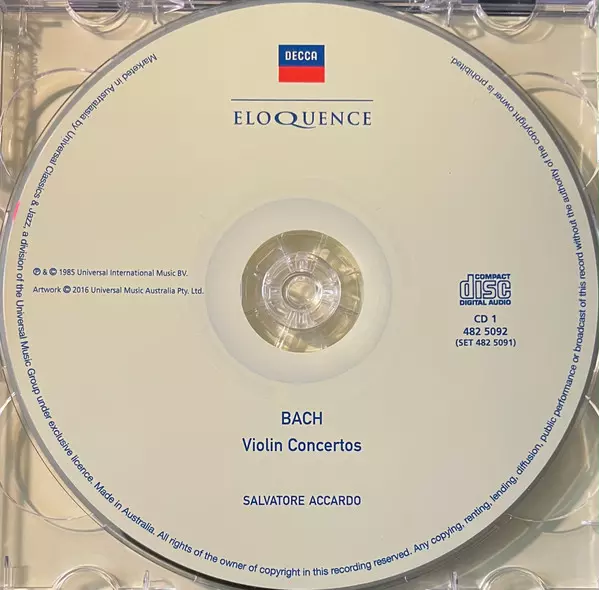 DECCA
ELOQUENCE
℗ & © 1985 Universal International Music BV.
Artwork © 2016 Universal Music Australia Pty. Ltd.
COMPACT
disc
DIGITAL AUDIO
CD 1
482 5092
(SET 482 5091)
BACH
Violin Concertos
SALVATORE ACCARDO
Marketed in Australasia by Universal Classics & Jazz, a division of the Universal Music Group under exclusive licence. Made in Australia. All rights of the owner of copyright in this recording reserved. Any copying, renting, lending, diffusion, public performance or broadcast of this record without the authority of the copyright owner is prohibited.